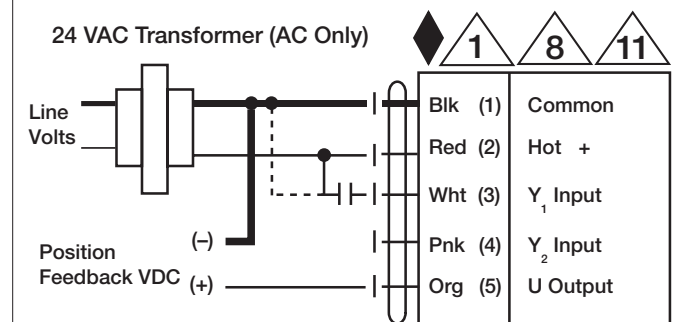 24 VAC Transformer (AC Only)
1
8
11
Line
Volts
Blk (1) Common
Red (2) Hot +
Wht (3) Y1 Input
Pnk (4) Y2 Input
Org (5) U Output
Position
Feedback VDC
(–)
(+)